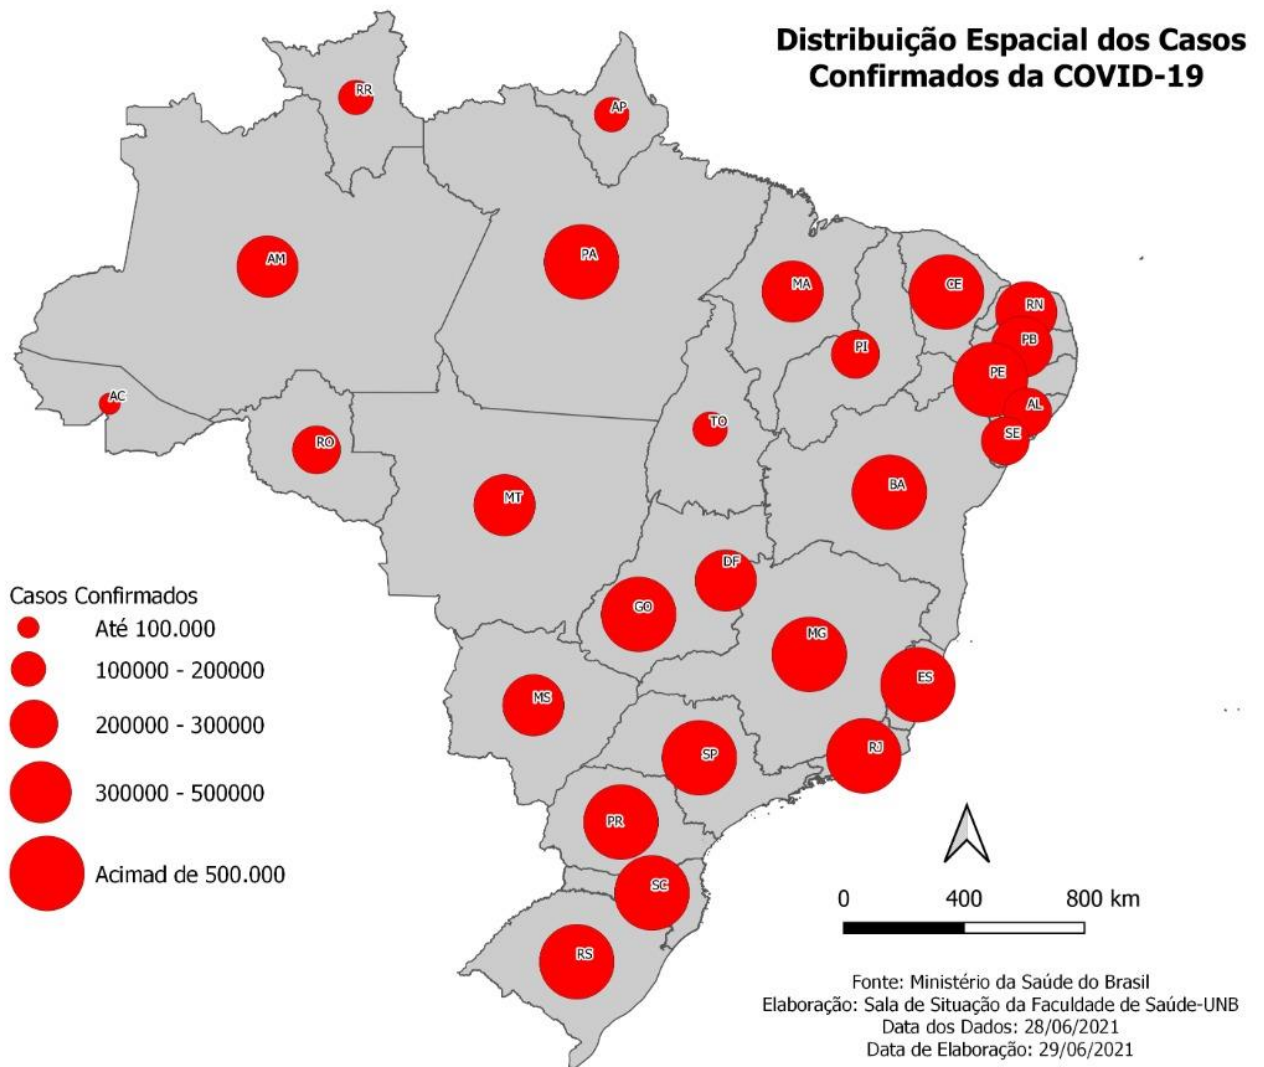 Distribuição Espacial dos Casos
Confirmados da COVID-19
RR
AP
AM
PA
MA
CE
RN
PB
PI
PE
AC
AL
TO
SE
RO
BA
MT
DF
GO
MG
ES
MS
SP
RJ
PR
SC
RS
Casos Confirmados
Até 100.000
100000 - 200000
200000 - 300000
300000 - 500000
Acimad de 500.000
0 400 800 km
Fonte: Ministério da Saúde do Brasil
Elaboração: Sala de Situação da Faculdade de Saúde-UNB
Data dos Dados: 28/06/2021
Data de Elaboração: 29/06/2021